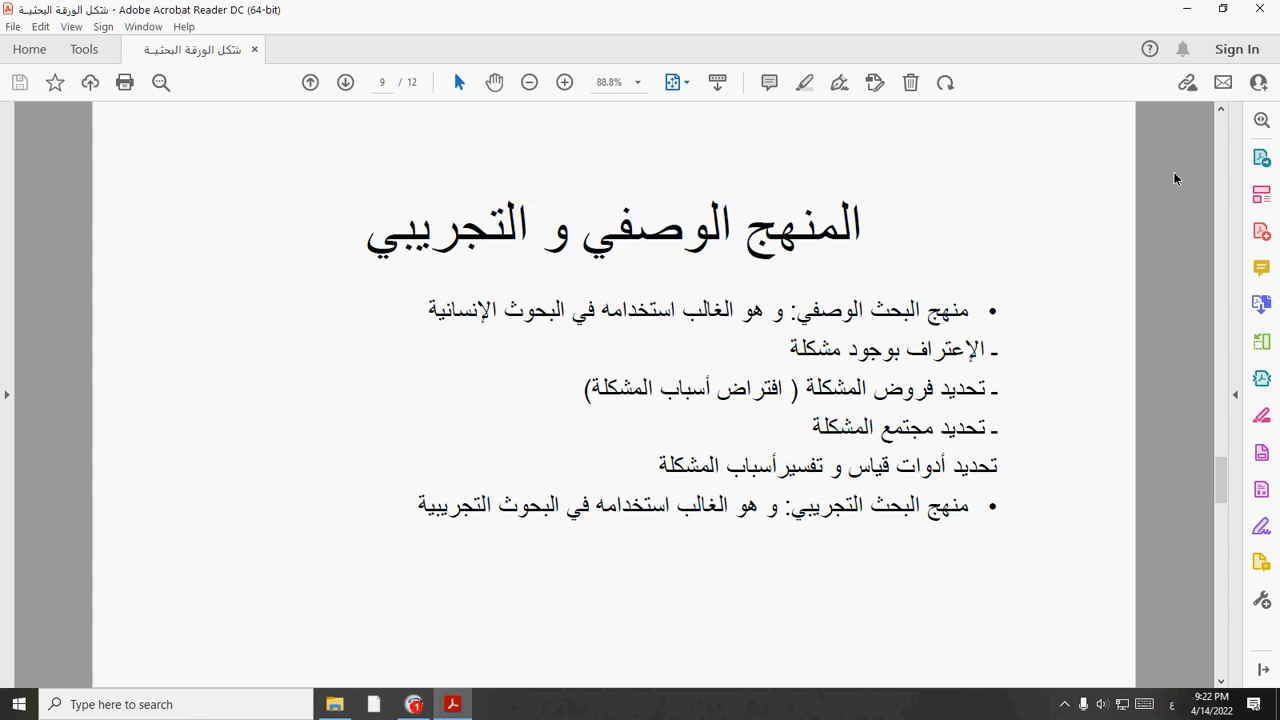 شكل الورقة البحثية - Adobe Acrobat Reader DC (64-bit)
File Edit View Sign Window Help
Home Tools شكل الورقة البحثية × Sign In
9 / 12 88.8%
المنهج الوصفي و التجريبي
• منهج البحث الوصفي: و هو الغالب استخدامه في البحوث الإنسانية
ـ الإعتراف بوجود مشكلة
ـ تحديد فروض المشكلة ( افتراض أسباب المشكلة)
ـ تحديد مجتمع المشكلة
تحديد أدوات قياس و تفسيرأسباب المشكلة
• منهج البحث التجريبي: و هو الغالب استخدامه في البحوث التجريبية
Type here to search
1
ع
9:22 PM
4/14/2022